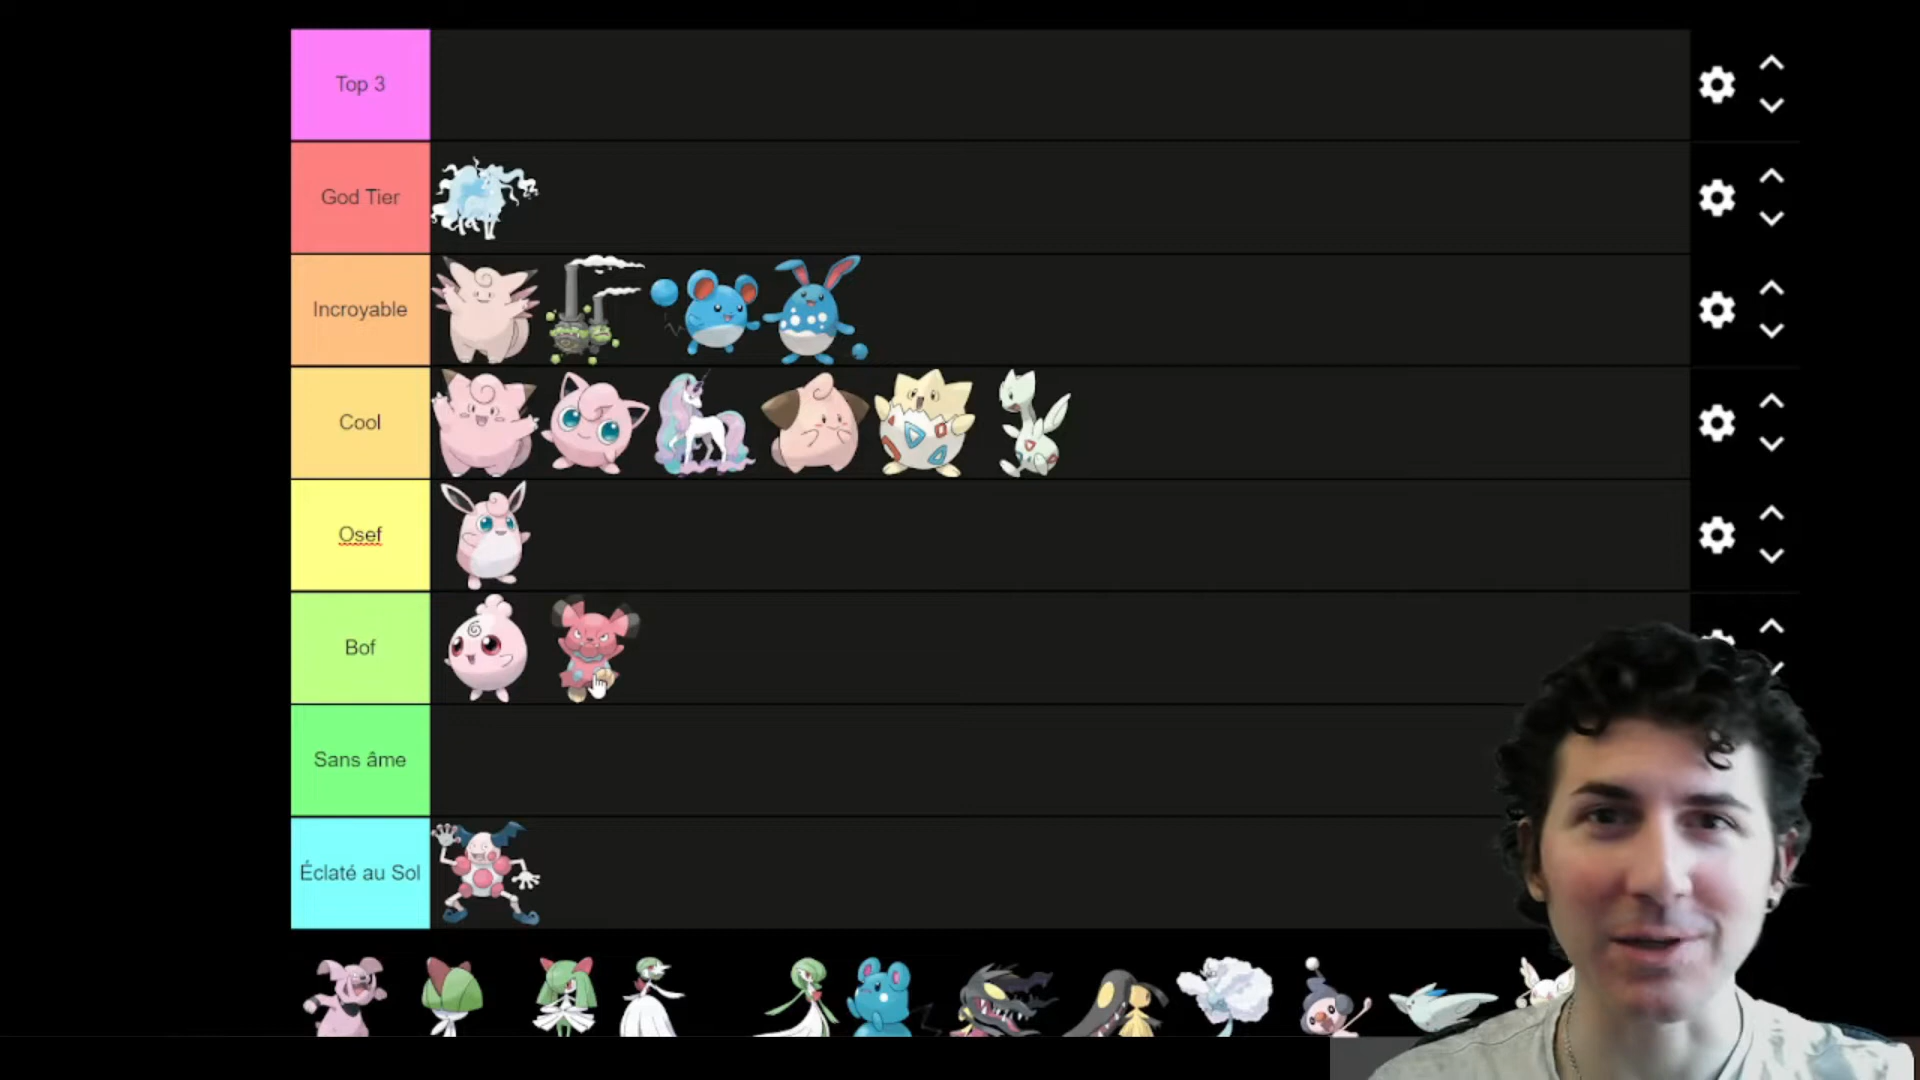 Top 3
God Tier
Incroyable
Cool
Osef
Bof
Sans âme
Éclaté au Sol